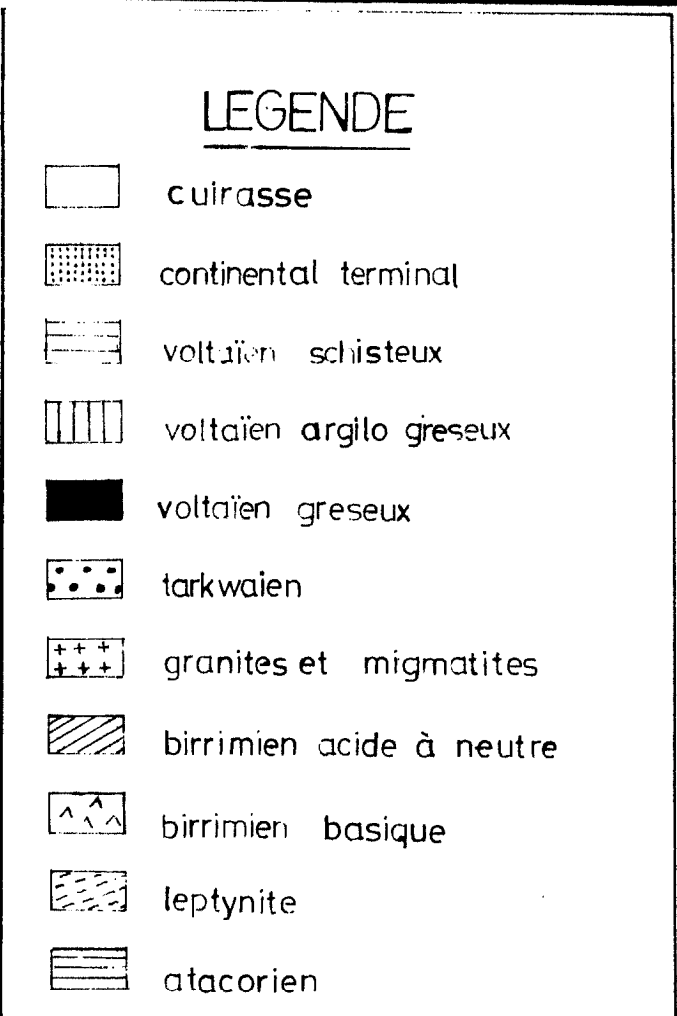 LEGENDE
cuirasse
continental terminal
voltaïen schisteux
voltaïen argilo greseux
voltaïen greseux
tarkwaien
granites et migmatites
birrimien acide à neutre
birrimien basique
leptynite
atacorien